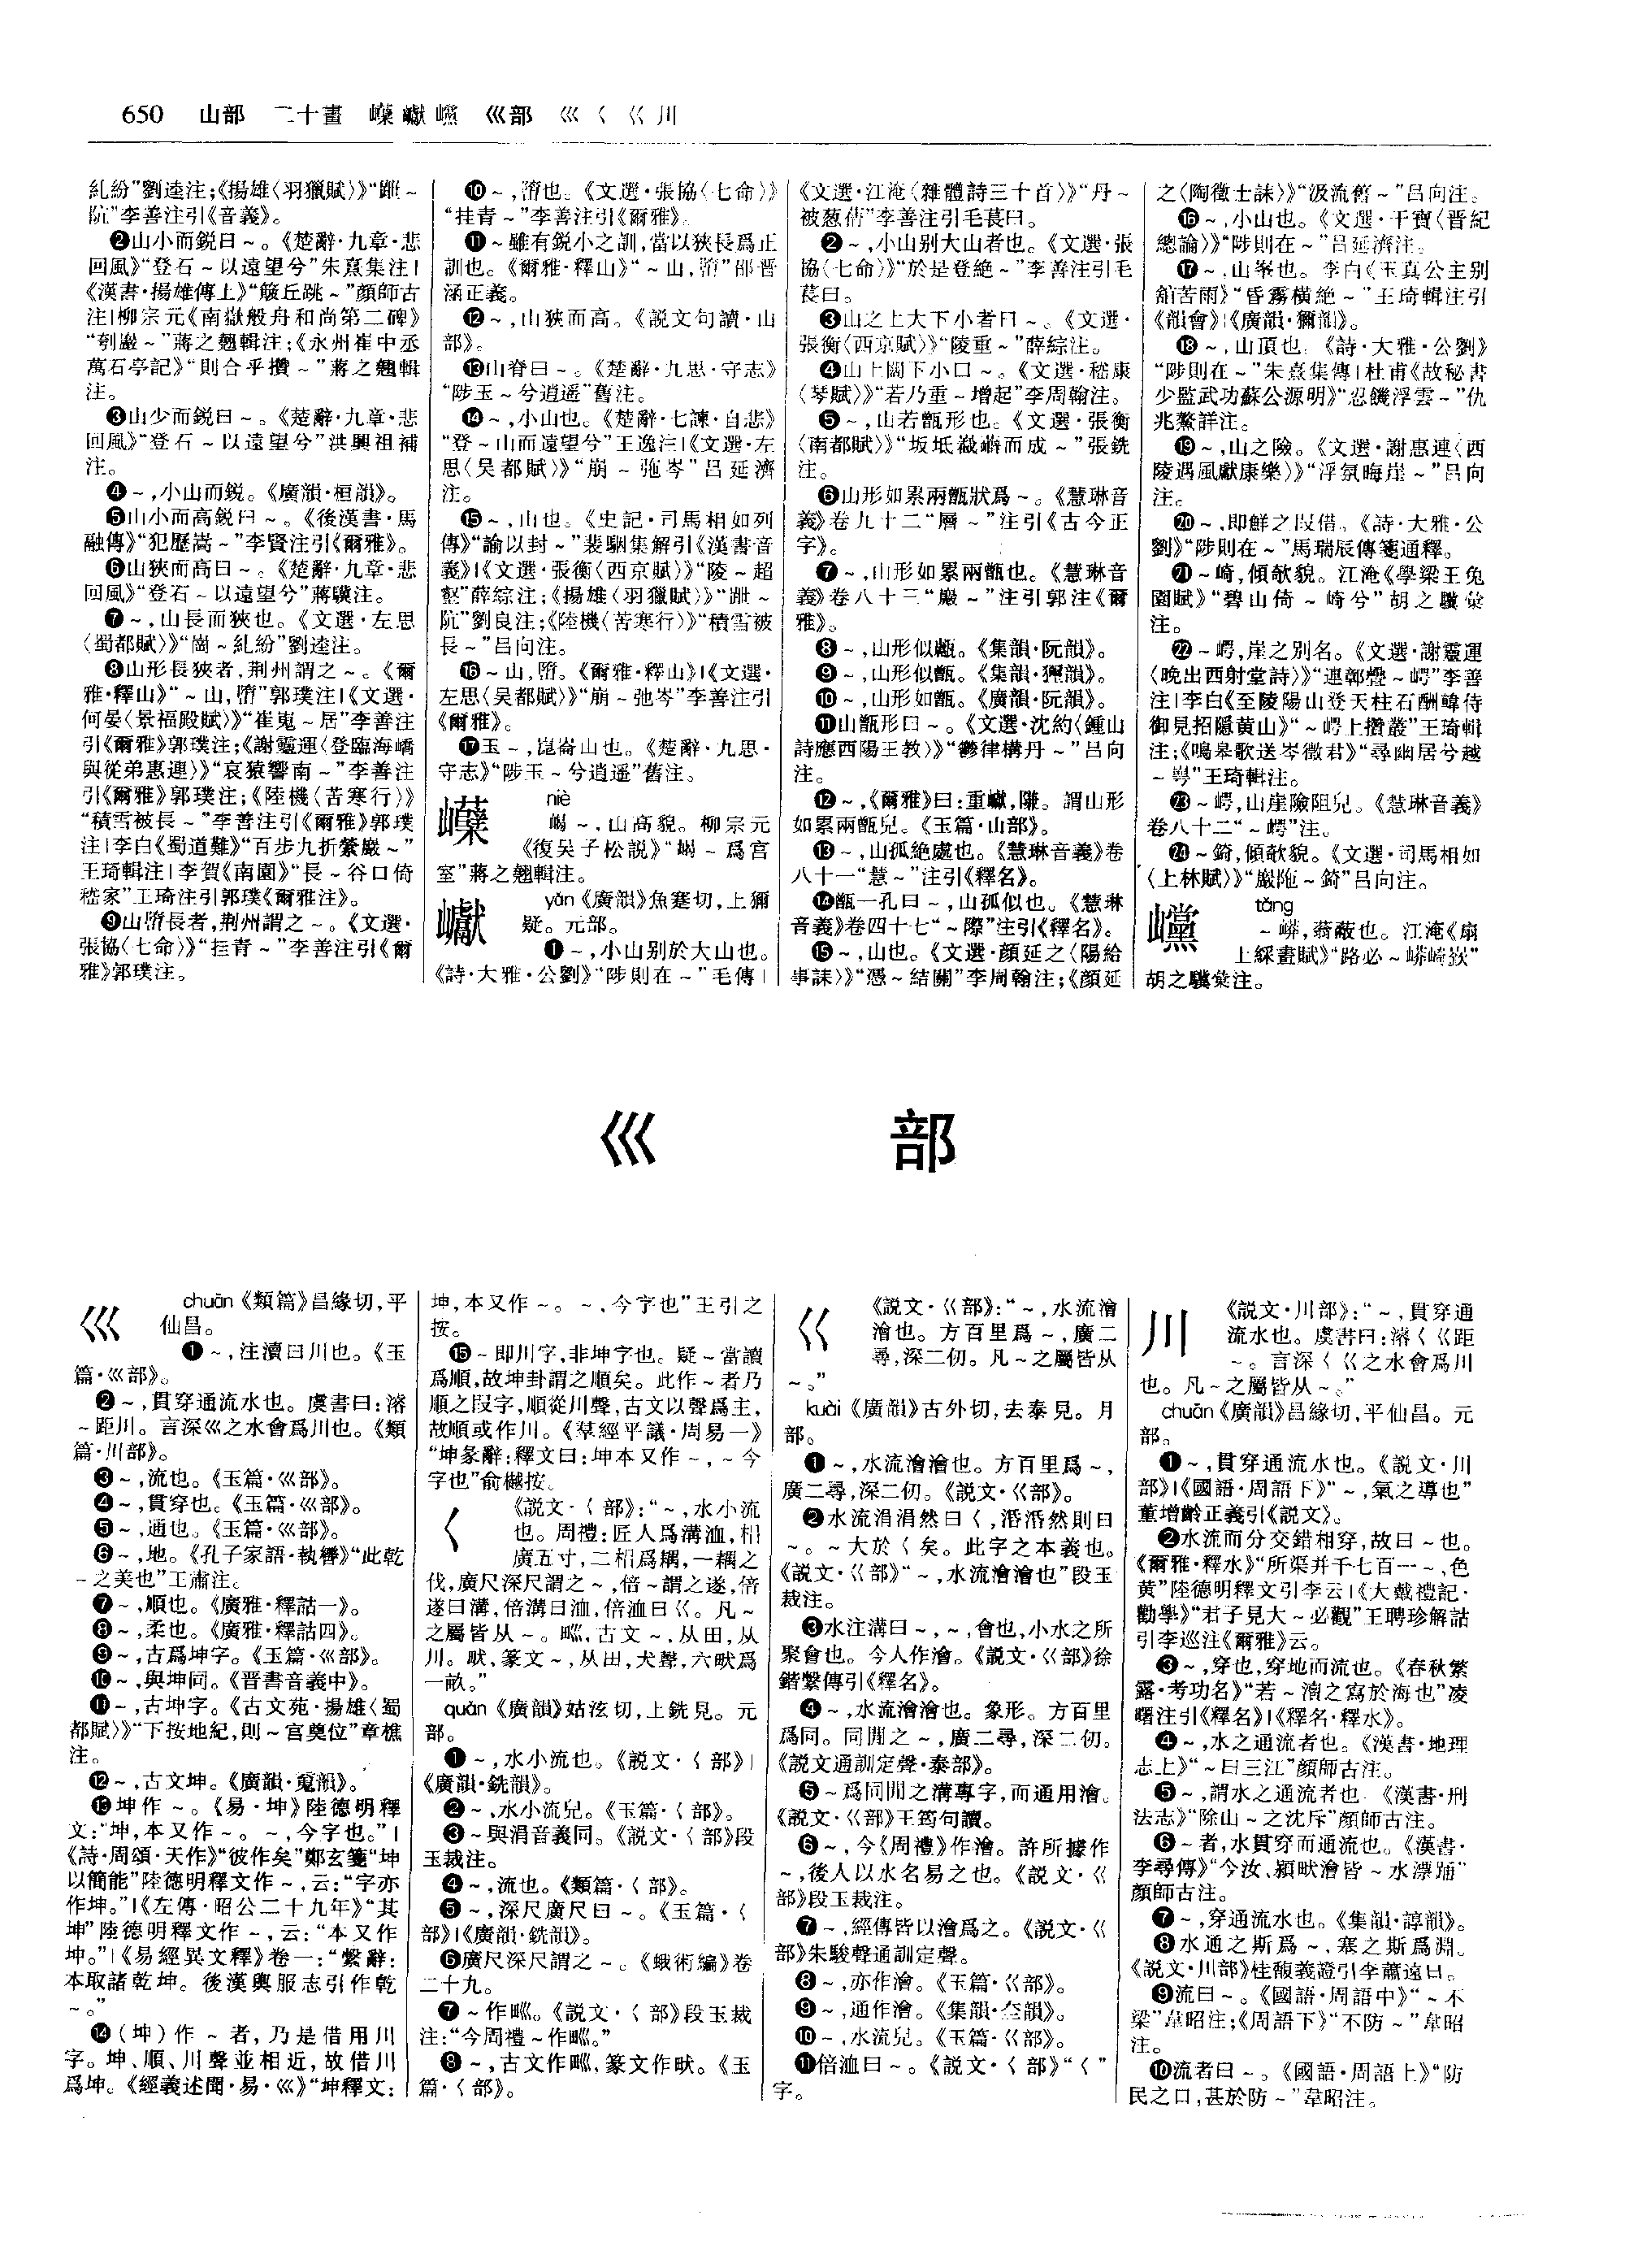 650 山部 二十畫 巕巘㠨 巛部 巛 〈 巜 川
糺紛”劉逵注；《揚雄〈羽獵賦〉》“跐～
阬”李善注引《音義》。
❷山小而鋭曰～。《楚辭·九章·悲
回風》“登石～以遠望兮”朱熹集注|
《漢書·揚雄傳上》“簸丘跳～”顔師古
注|柳宗元《南嶽般舟和尚第二碑》
“刳巖～”蔣之翹輯注；《永州崔中丞
萬石亭記》“則合乎攢～”蔣之翹輯
注。
❸山少而鋭曰～。《楚辭·九章·悲
回風》“登石～以遠望兮”洪興祖補
注。
❹～，小山而鋭。《廣韻·桓韻》。
❺山小而高鋭曰～。《後漢書·馬
融傳》“犯歷嵩～”李賢注引《爾雅》。
❻山狹而高曰～。《楚辭·九章·悲
回風》“登石～以遠望兮”蔣驥注。
❼～，山長而狹也。《文選·左思
〈蜀都賦〉》“崗～糺紛”劉逵注。
❽山形長狹者，荆州謂之～。《爾
雅·釋山》“～山，嶞”郭璞注|《文選·
何晏〈景福殿賦〉》“崔嵬～居”李善注
引《爾雅》郭璞注；《謝靈運〈登臨海嶠
與從弟惠連〉》“哀猿響南～”李善注
引《爾雅》郭璞注；《陸機〈苦寒行〉》
“積雪被長～”李善注引《爾雅》郭璞
注|李白《蜀道難》“百步九折縈巖～”
王琦輯注|李賀《南園》“長～谷口倚
嵇家”王琦注引郭璞《爾雅注》。
❾山嶞長者，荆州謂之～。《文選·
張協〈七命〉》“挂青～”李善注引《爾
雅》郭璞注。
❿～，嶞也。《文選·張協〈七命〉》
“挂青～”李善注引《爾雅》。
⓫～雖有鋭小之訓，當以狹長爲正
訓也。《爾雅·釋山》“～山，嶞”邵晉
涵正義。
⓬～，山狹而高。《説文句讀·山
部》。
⓭山脊曰～。《楚辭·九思·守志》
“陟玉～兮逍遥”舊注。
⓮～，小山也。《楚辭·七諫·自悲》
“登～山而遠望兮”王逸注|《文選·左
思〈吴都賦〉》“崩～弛岑”吕延濟
注。
⓯～，山也。《史記·司馬相如列
傳》“諭以封～”裴駰集解引《漢書音
義》|《文選·張衡〈西京賦〉》“陵～超
壑”薛綜注；《揚雄〈羽獵賦〉》“跐～
阬”劉良注；《陸機〈苦寒行〉》“積雪被
長～”吕向注。
⓰～山，嶞。《爾雅·釋山》|《文選·
左思〈吴都賦〉》“崩～弛岑”李善注引
《爾雅》。
⓱玉～，崑崙山也。《楚辭·九思·
守志》“陟玉～兮逍遥”舊注。
巕 niè
嵑～，山高貌。柳宗元
《復吴子松説》“嵑～爲宫
室”蔣之翹輯注。
巘 yǎn《廣韻》魚蹇切，上獮
疑。元部。
❶～，小山别於大山也。
《詩·大雅·公劉》“陟則在～”毛傳|
《文選·江淹〈雜體詩三十首〉》“丹～
被葱蒨”李善注引毛萇曰。
❷～，小山别大山者也。《文選·張
協〈七命〉》“於是登絶～”李善注引毛
萇曰。
❸山之上大下小者曰～。《文選·
張衡〈西京賦〉》“陵重～”薛綜注。
❹山上闊下小曰～。《文選·嵇康
〈琴賦〉》“若乃重～增起”李周翰注。
❺～，山若甑形也。《文選·張衡
〈南都賦〉》“坂坻嶻嶭而成～”張銑
注。
❻山形如累兩甑狀爲～。《慧琳音
義》卷九十二“層～”注引《古今正
字》。
❼～，山形如累兩甑也。《慧琳音
義》卷八十三“巖～”注引郭注《爾
雅》。
❽～，山形似甗。《集韻·阮韻》。
❾～，山形似甑。《集韻·獮韻》。
❿～，山形如甑。《廣韻·阮韻》。
⓫山甑形曰～。《文選·沈約〈鍾山
詩應西陽王教〉》“鬱律構丹～”吕向
注。
⓬～，《爾雅》曰：重巘，隒。謂山形
如累兩甑皃。《玉篇·山部》。
⓭～，山孤絶處也。《慧琳音義》卷
八十一“慧～”注引《釋名》。
⓮甑一孔曰～，山孤似也。《慧琳
音義》卷四十七“～隒”注引《釋名》。
⓯～，山也。《文選·顔延之〈陽給
事誄〉》“憑～結關”李周翰注；《顔延
之〈陶徵士誄〉》“汲流舊～”吕向注。
⓰～，小山也。《文選·干寶〈晉紀
總論〉》“陟則在～”吕延濟注。
⓱～，山峯也。李白《玉真公主别
舘苦雨》“昏霧横絶～”王琦輯注引
《韻會》|《廣韻·獮韻》。
⓲～，山頂也。《詩·大雅·公劉》
“陟則在～”朱熹集傳|杜甫《故秘書
少監武功蘇公源明》“忍饑浮雲～”仇
兆鰲詳注。
⓳～，山之險。《文選·謝惠連〈西
陵遇風獻康樂〉》“浮氛晦崖～”吕向
注。
⓴～，即鮮之叚借。《詩·大雅·公
劉》“陟則在～”馬瑞辰傳箋通釋。
㉑～崎，傾欹貌。江淹《學梁王兔
園賦》“碧山倚～崎兮”胡之驥彙
注。
㉒～崿，崖之别名。《文選·謝靈運
〈晚出西射堂詩〉》“連鄣疊～崿”李善
注|李白《至陵陽山登天柱石酬韓侍
御見招隱黄山》“～崿上攢叢”王琦輯
注；《鳴皋歌送岑徵君》“尋幽居兮越
～㟧”王琦輯注。
㉓～崿，山崖險阻皃。《慧琳音義》
卷八十二“～崿”注。
㉔～錡，傾欹貌。《文選·司馬相如
〈上林賦〉》“巖陁～錡”吕向注。
㠨 tǎng
～㟿，蓊蔽也。江淹《扇
上綵畫賦》“路必～㟿崎嶔”
胡之驥彙注。
巛 部
巛 chuān《類篇》昌緣切，平
仙昌。
❶～，注瀆曰川也。《玉
篇·巛部》。
❷～，貫穿通流水也。虞書曰：濬
～距川。言深巛之水會爲川也。《類
篇·川部》。
❸～，流也。《玉篇·巛部》。
❹～，貫穿也。《玉篇·巛部》。
❺～，通也。《玉篇·巛部》。
❻～，地。《孔子家語·執轡》“此乾
～之美也”王肅注。
❼～，順也。《廣雅·釋詁一》。
❽～，柔也。《廣雅·釋詁四》。
❾～，古爲坤字。《玉篇·巛部》。
❿～，與坤同。《晋書音義中》。
⓫～，古坤字。《古文苑·揚雄〈蜀
都賦〉》“下按地紀，則～宫奠位”章樵
注。
⓬～，古文坤。《廣韻·䰟韻》。
⓭坤作～。《易·坤》陸德明釋
文：“坤，本又作～。～，今字也。”|
《詩·周頌·天作》“彼作矣”鄭玄箋“坤
以簡能”陸德明釋文作～，云：“字亦
作坤。”|《左傳·昭公二十九年》“其
坤”陸德明釋文作～，云：“本又作
坤。”|《易經異文釋》卷一：“繫辭：
本取諸乾坤。後漢輿服志引作乾
～。”
⓮（坤）作～者，乃是借用川
字。坤、順、川聲並相近，故借川
爲坤。《經義述聞·易·巛》“坤釋文：
坤，本又作～。～，今字也”王引之
按。
⓯～即川字，非坤字也。疑～當讀
爲順，故坤卦謂之順矣。此作～者乃
順之叚字，順從川聲，古文以聲爲主，
故順或作川。《羣經平議·周易一》
“坤彖辭：釋文曰：坤本又作～，～今
字也”俞樾按。
〈 《説文·〈部》：“～，水小流
也。周禮：匠人爲溝洫，枱
廣五寸，二枱爲耦，一耦之
伐，廣尺深尺謂之～，倍～謂之遂，倍
遂曰溝，倍溝曰洫，倍洫曰巜。凡～
之屬皆从～。甽，古文～，从田，从
川。畎，篆文～，从田，犬聲，六畎爲
一畝。”
quǎn《廣韻》姑泫切，上銑見。元
部。
❶～，水小流也。《説文·〈部》|
《廣韻·銑韻》。
❷～，水小流皃。《玉篇·〈部》。
❸～與涓音義同。《説文·〈部》段
玉裁注。
❹～，流也。《類篇·〈部》。
❺～，深尺廣尺曰～。《玉篇·〈
部》|《廣韻·銑韻》。
❻廣尺深尺謂之～。《蛾術編》卷
二十九。
❼～作甽。《説文·〈部》段玉裁
注：“今周禮～作甽。”
❽～，古文作甽，篆文作畎。《玉
篇·〈部》。
巜 《説文·巜部》：“～，水流澮
澮也。方百里爲～，廣二
尋，深二仞。凡～之屬皆从
～。”
kuài《廣韻》古外切，去泰見。月
部。
❶～，水流澮澮也。方百里爲～，
廣二尋，深二仞。《説文·巜部》。
❷水流涓涓然曰〈，湉湉然則曰
～。～大於〈矣。此字之本義也。
《説文·巜部》“～，水流澮澮也”段玉
裁注。
❸水注溝曰～，～，會也，小水之所
聚會也。今人作澮。《説文·巜部》徐
鍇繫傳引《釋名》。
❹～，水流澮澮也。象形。方百里
爲同。同閒之～，廣二尋，深二仞。
《説文通訓定聲·泰部》。
❺～爲同閒之溝專字，而通用澮。
《説文·巜部》王筠句讀。
❻～，今《周禮》作澮。許所據作
～，後人以水名易之也。《説文·巜
部》段玉裁注。
❼～，經傳皆以澮爲之。《説文·巜
部》朱駿聲通訓定聲。
❽～，亦作澮。《玉篇·巜部》。
❾～，通作澮。《集韻·夳韻》。
❿～，水流皃。《玉篇·巜部》。
⓫倍洫曰～。《説文·〈部》“〈”
字。
川 《説文·川部》：“～，貫穿通
流水也。虞書曰：濬〈巜距
～。言深〈巜之水會爲川
也。凡～之屬皆从～。”
chuān《廣韻》昌緣切，平仙昌。元
部。
❶～，貫穿通流水也。《説文·川
部》|《國語·周語下》“～，氣之導也”
董增齡正義引《説文》。
❷水流而分交錯相穿，故曰～也。
《爾雅·釋水》“所渠并千七百一～，色
黄”陸德明釋文引李云|《大戴禮記·
勸學》“君子見大～必觀”王聘珍解詁
引李巡注《爾雅》云。
❸～，穿也，穿地而流也。《春秋繁
露·考功名》“若～瀆之寫於海也”凌
曙注引《釋名》|《釋名·釋水》。
❹～，水之通流者也。《漢書·地理
志上》“～曰三江”顔師古注。
❺～，謂水之通流者也。《漢書·刑
法志》“除山～之沈斥”顔師古注。
❻～者，水貫穿而通流也。《漢書·
李尋傳》“今汝、潁畎澮皆～水漂踊”
顔師古注。
❼～，穿通流水也。《集韻·諄韻》。
❽水通之斯爲～，塞之斯爲淵。
《説文·川部》桂馥義證引李蕭遠曰。
❾流曰～。《國語·周語中》“～不
梁”韋昭注；《周語下》“不防～”韋昭
注。
❿流者曰～。《國語·周語上》“防
民之口，甚於防～”韋昭注。